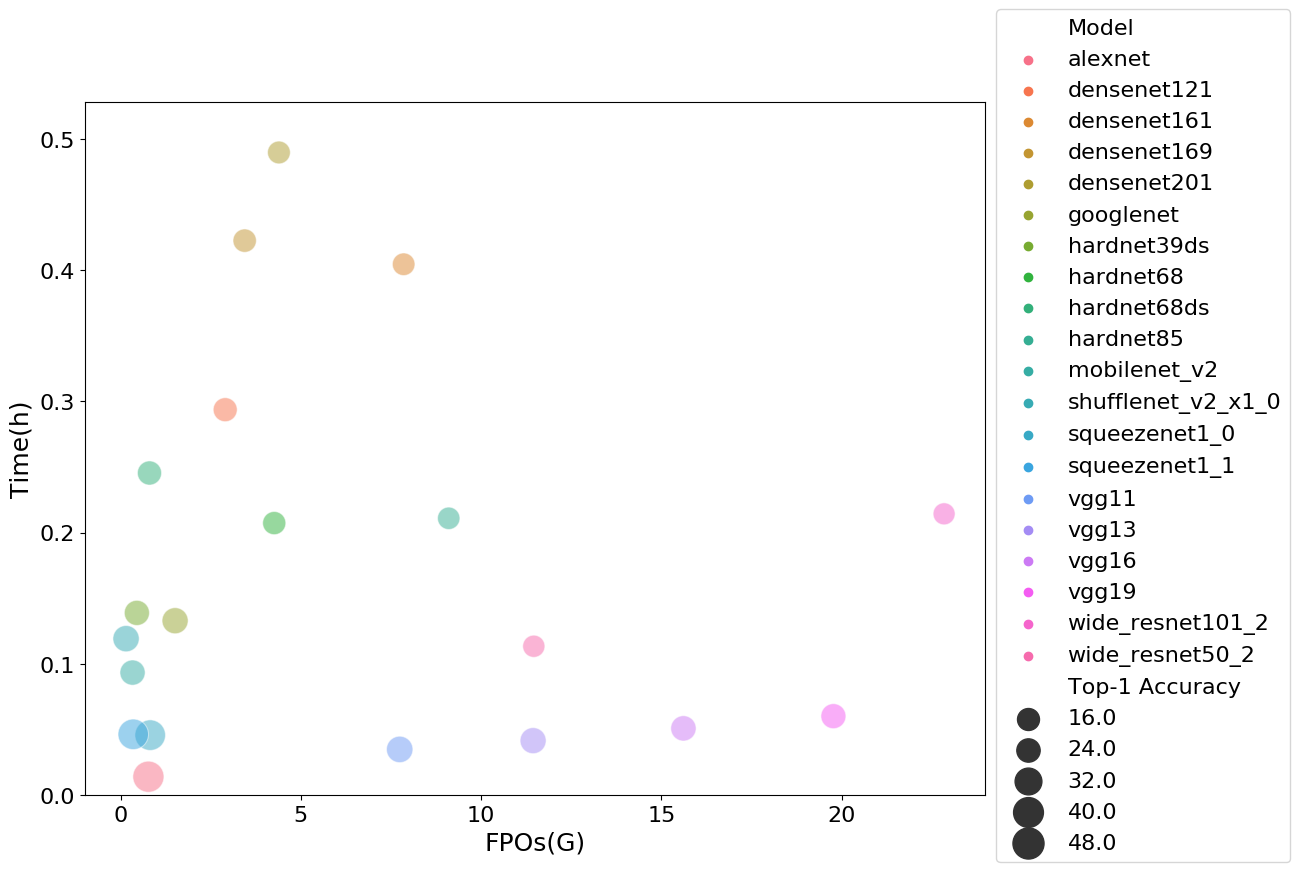 Model
alexnet
densenet121
densenet161
densenet169
densenet201
googlenet
hardnet39ds
hardnet68
hardnet68ds
hardnet85
mobilenet_v2
shufflenet_v2_x1_0
squeezenet1_0
squeezenet1_1
vgg11
vgg13
vgg16
vgg19
wide_resnet101_2
wide_resnet50_2
Top-1 Accuracy
16.0
24.0
32.0
40.0
48.0
Time(h)
0.5
0.4
0.3
0.2
0.1
0.0
0 5 10 15 20
FPOs(G)